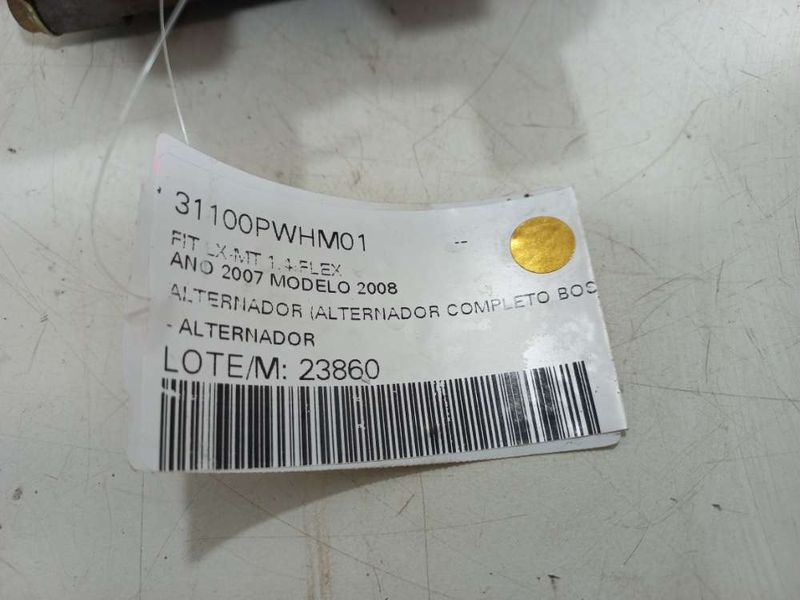 31100PWHM01 --
FIT LX-MT 1.4-FLEX
ANO 2007 MODELO 2008
ALTERNADOR (ALTERNADOR COMPLETO BOS
- ALTERNADOR
LOTE/M: 23860